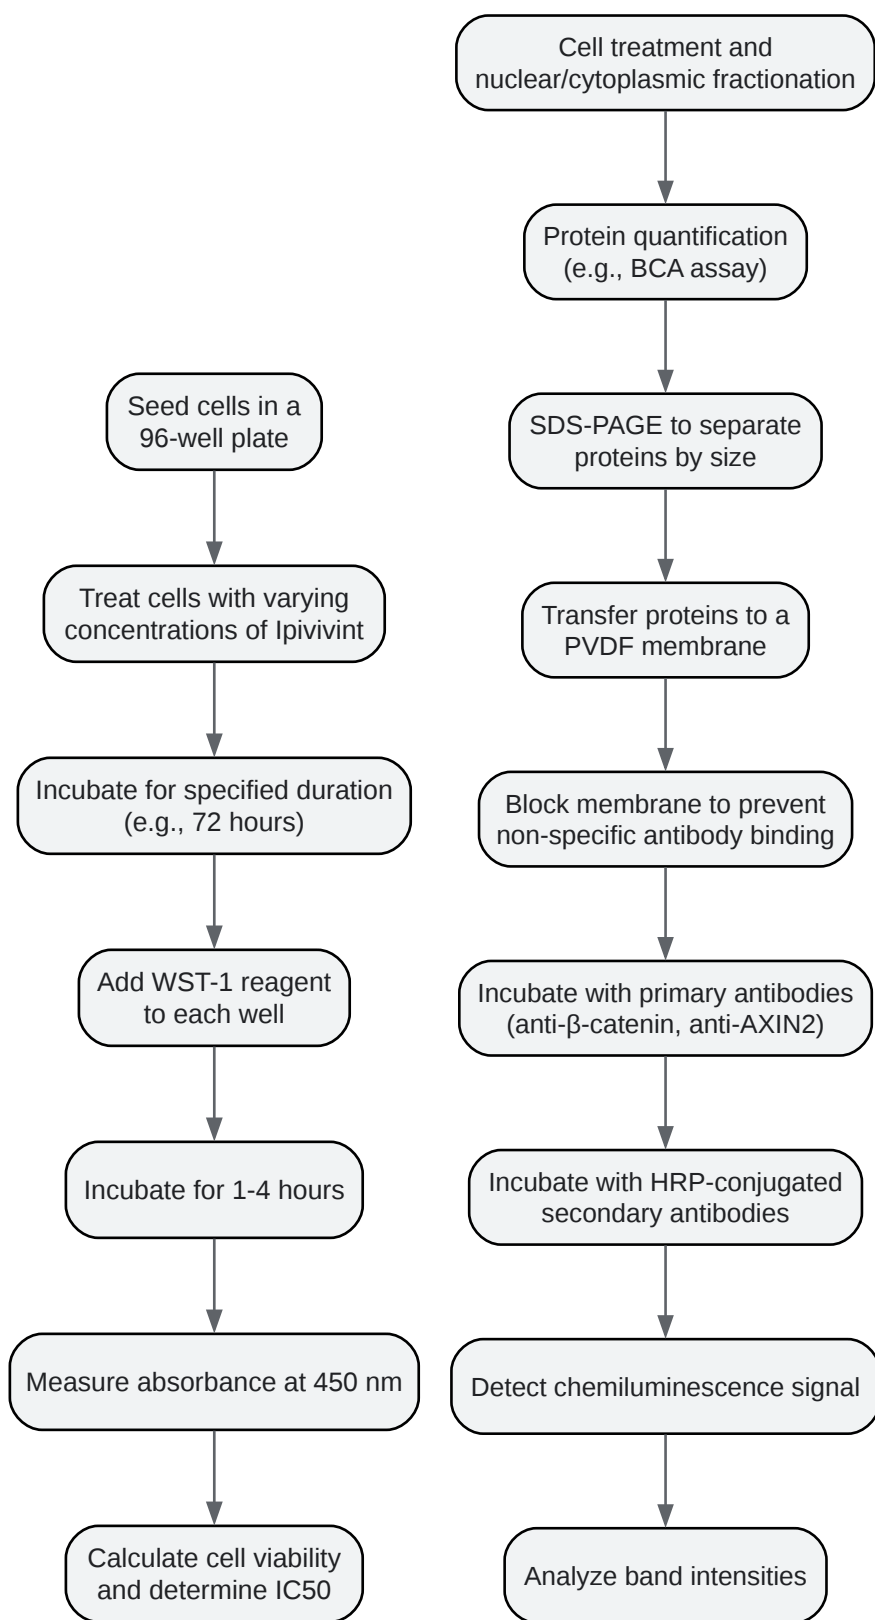 Seed cells in a
96-well plate
Treat cells with varying
concentrations of Ipivivint
Incubate for specified duration
(e.g., 72 hours)
Add WST-1 reagent
to each well
Incubate for 1-4 hours
Measure absorbance at 450 nm
Calculate cell viability
and determine IC50
Cell treatment and
nuclear/cytoplasmic fractionation
Protein quantification
(e.g., BCA assay)
SDS-PAGE to separate
proteins by size
Transfer proteins to a
PVDF membrane
Block membrane to prevent
non-specific antibody binding
Incubate with primary antibodies
(anti-β-catenin, anti-AXIN2)
Incubate with HRP-conjugated
secondary antibodies
Detect chemiluminescence signal
Analyze band intensities